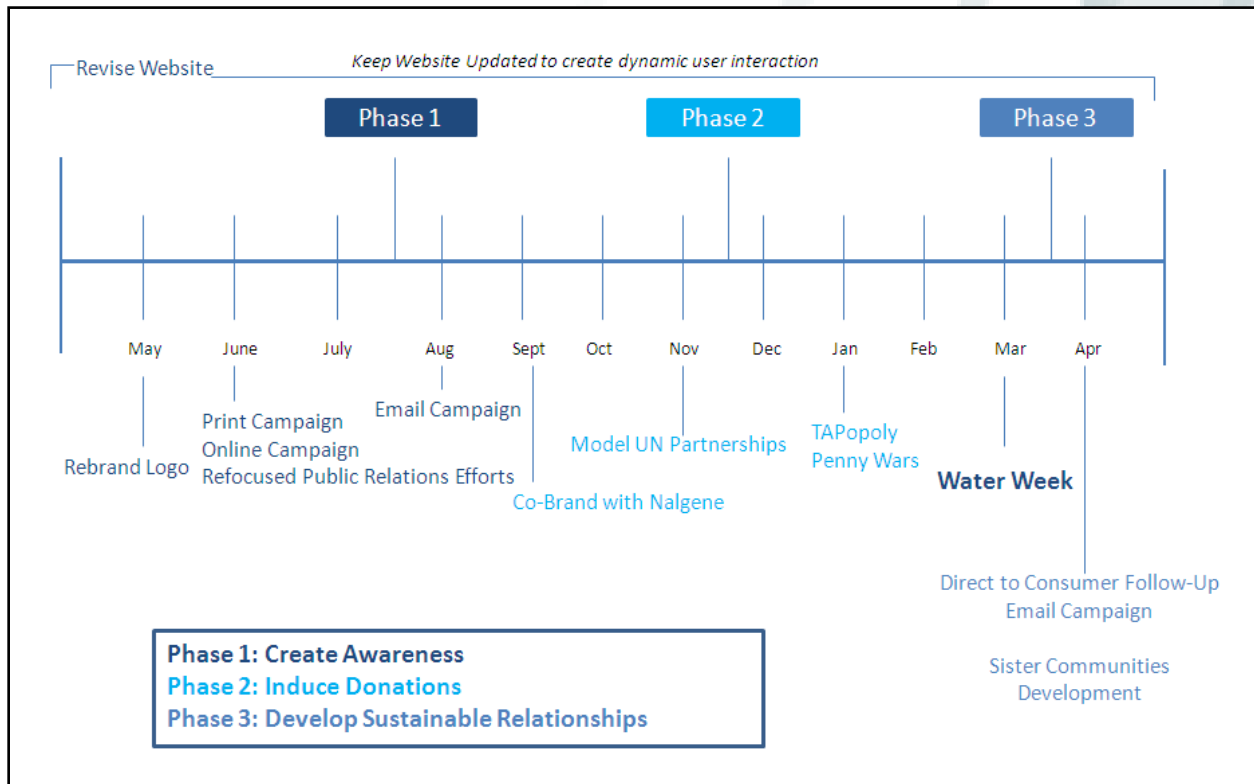 Revise Website
Keep Website Updated to create dynamic user interaction
Phase 1
Phase 2
Phase 3
May
June
July
Aug
Sept
Oct
Nov
Dec
Jan
Feb
Mar
Apr
Rebrand Logo
Print Campaign
Online Campaign
Refocused Public Relations Efforts
Email Campaign
Co-Brand with Nalgene
Model UN Partnerships
TAPopoly
Penny Wars
Water Week
Direct to Consumer Follow-Up
Email Campaign
Sister Communities
Development
Phase 1: Create Awareness
Phase 2: Induce Donations
Phase 3: Develop Sustainable Relationships